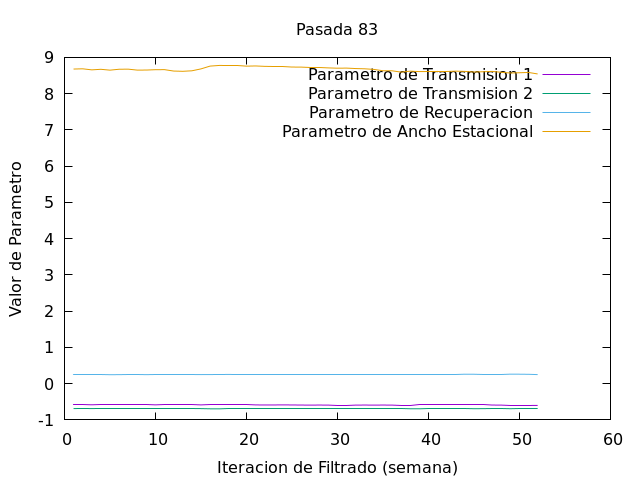 Pasada 83
Parametro de Transmision 1
Parametro de Transmision 2
Parametro de Recuperacion
Parametro de Ancho Estacional
Valor de Parametro
9
8
7
6
5
4
3
2
1
0
-1
0 10 20 30 40 50 60
Iteracion de Filtrado (semana)